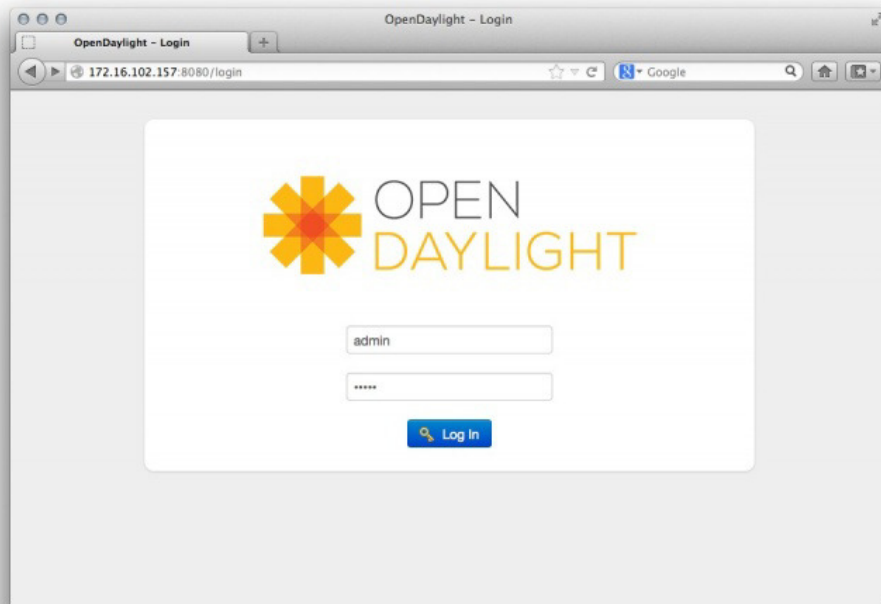 OpenDaylight - Login
OpenDaylight - Login
172.16.102.157:8080/login
Google
OPEN
DAYLIGHT
admin
•••••
Log In